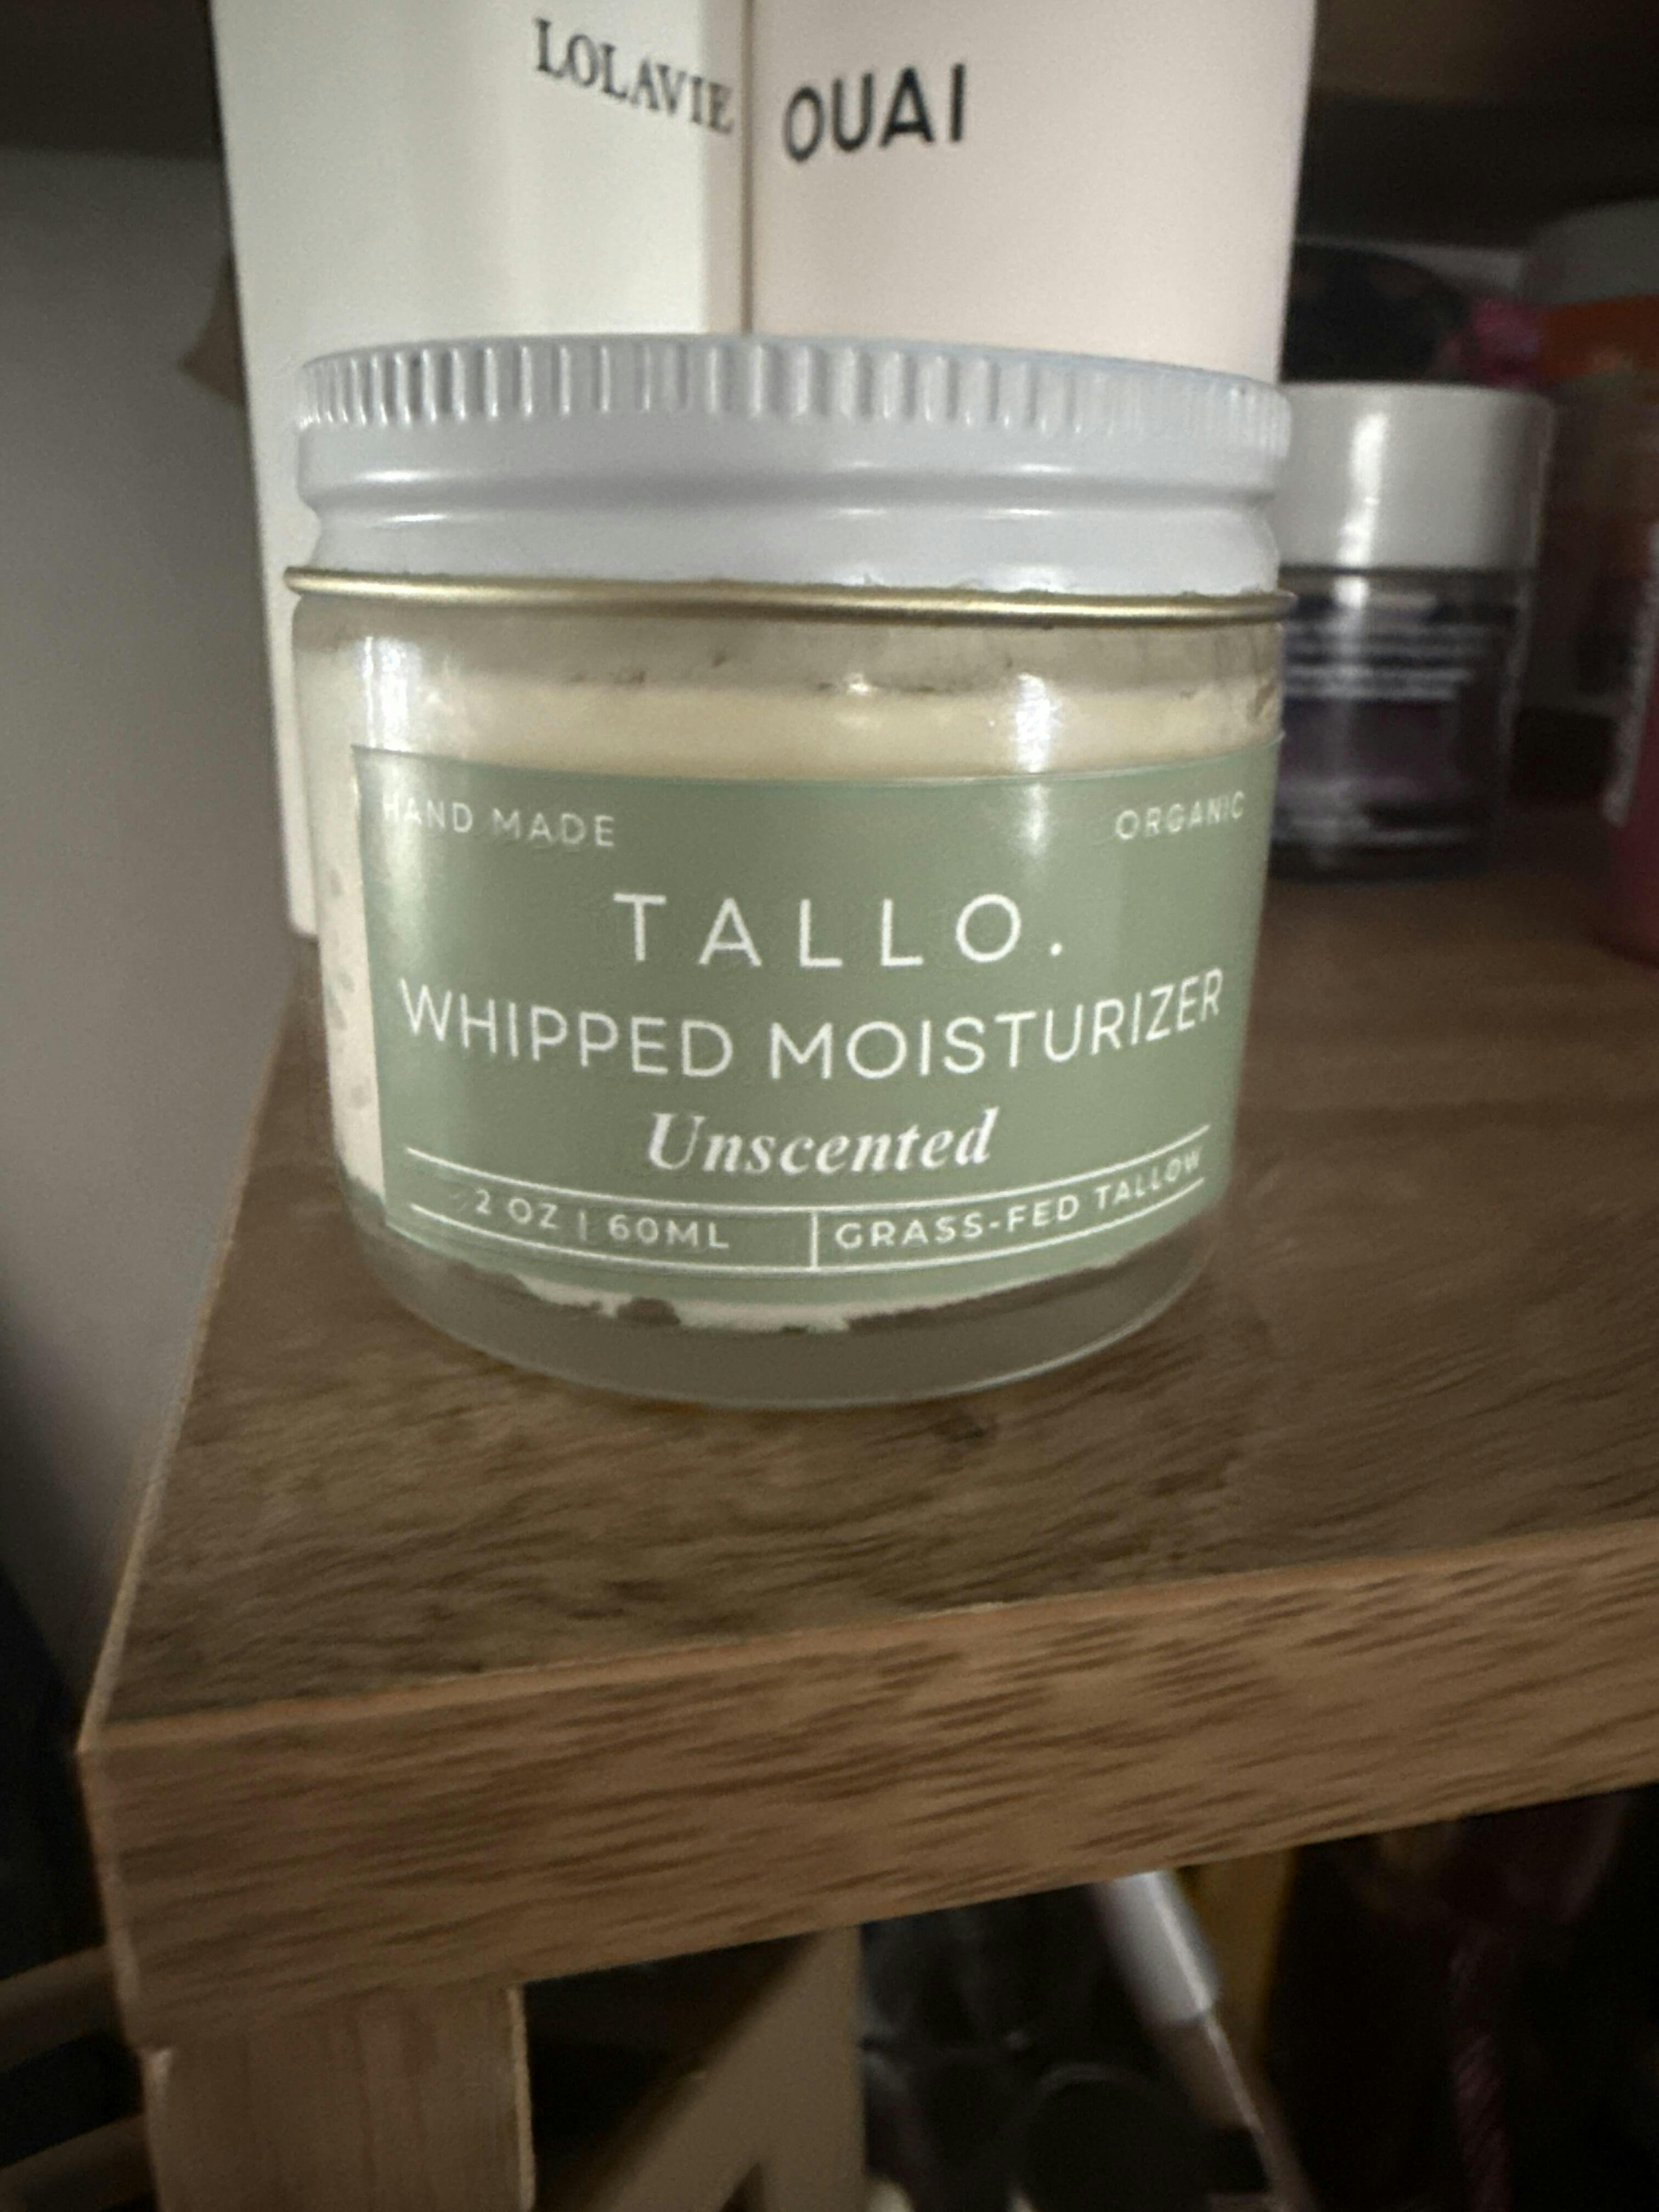 LOLAVIE
OUAI
HAND MADE
ORGANIC
TALLO.
WHIPPED MOISTURIZER
Unscented
2 OZ | 60ML
GRASS-FED TALLOW